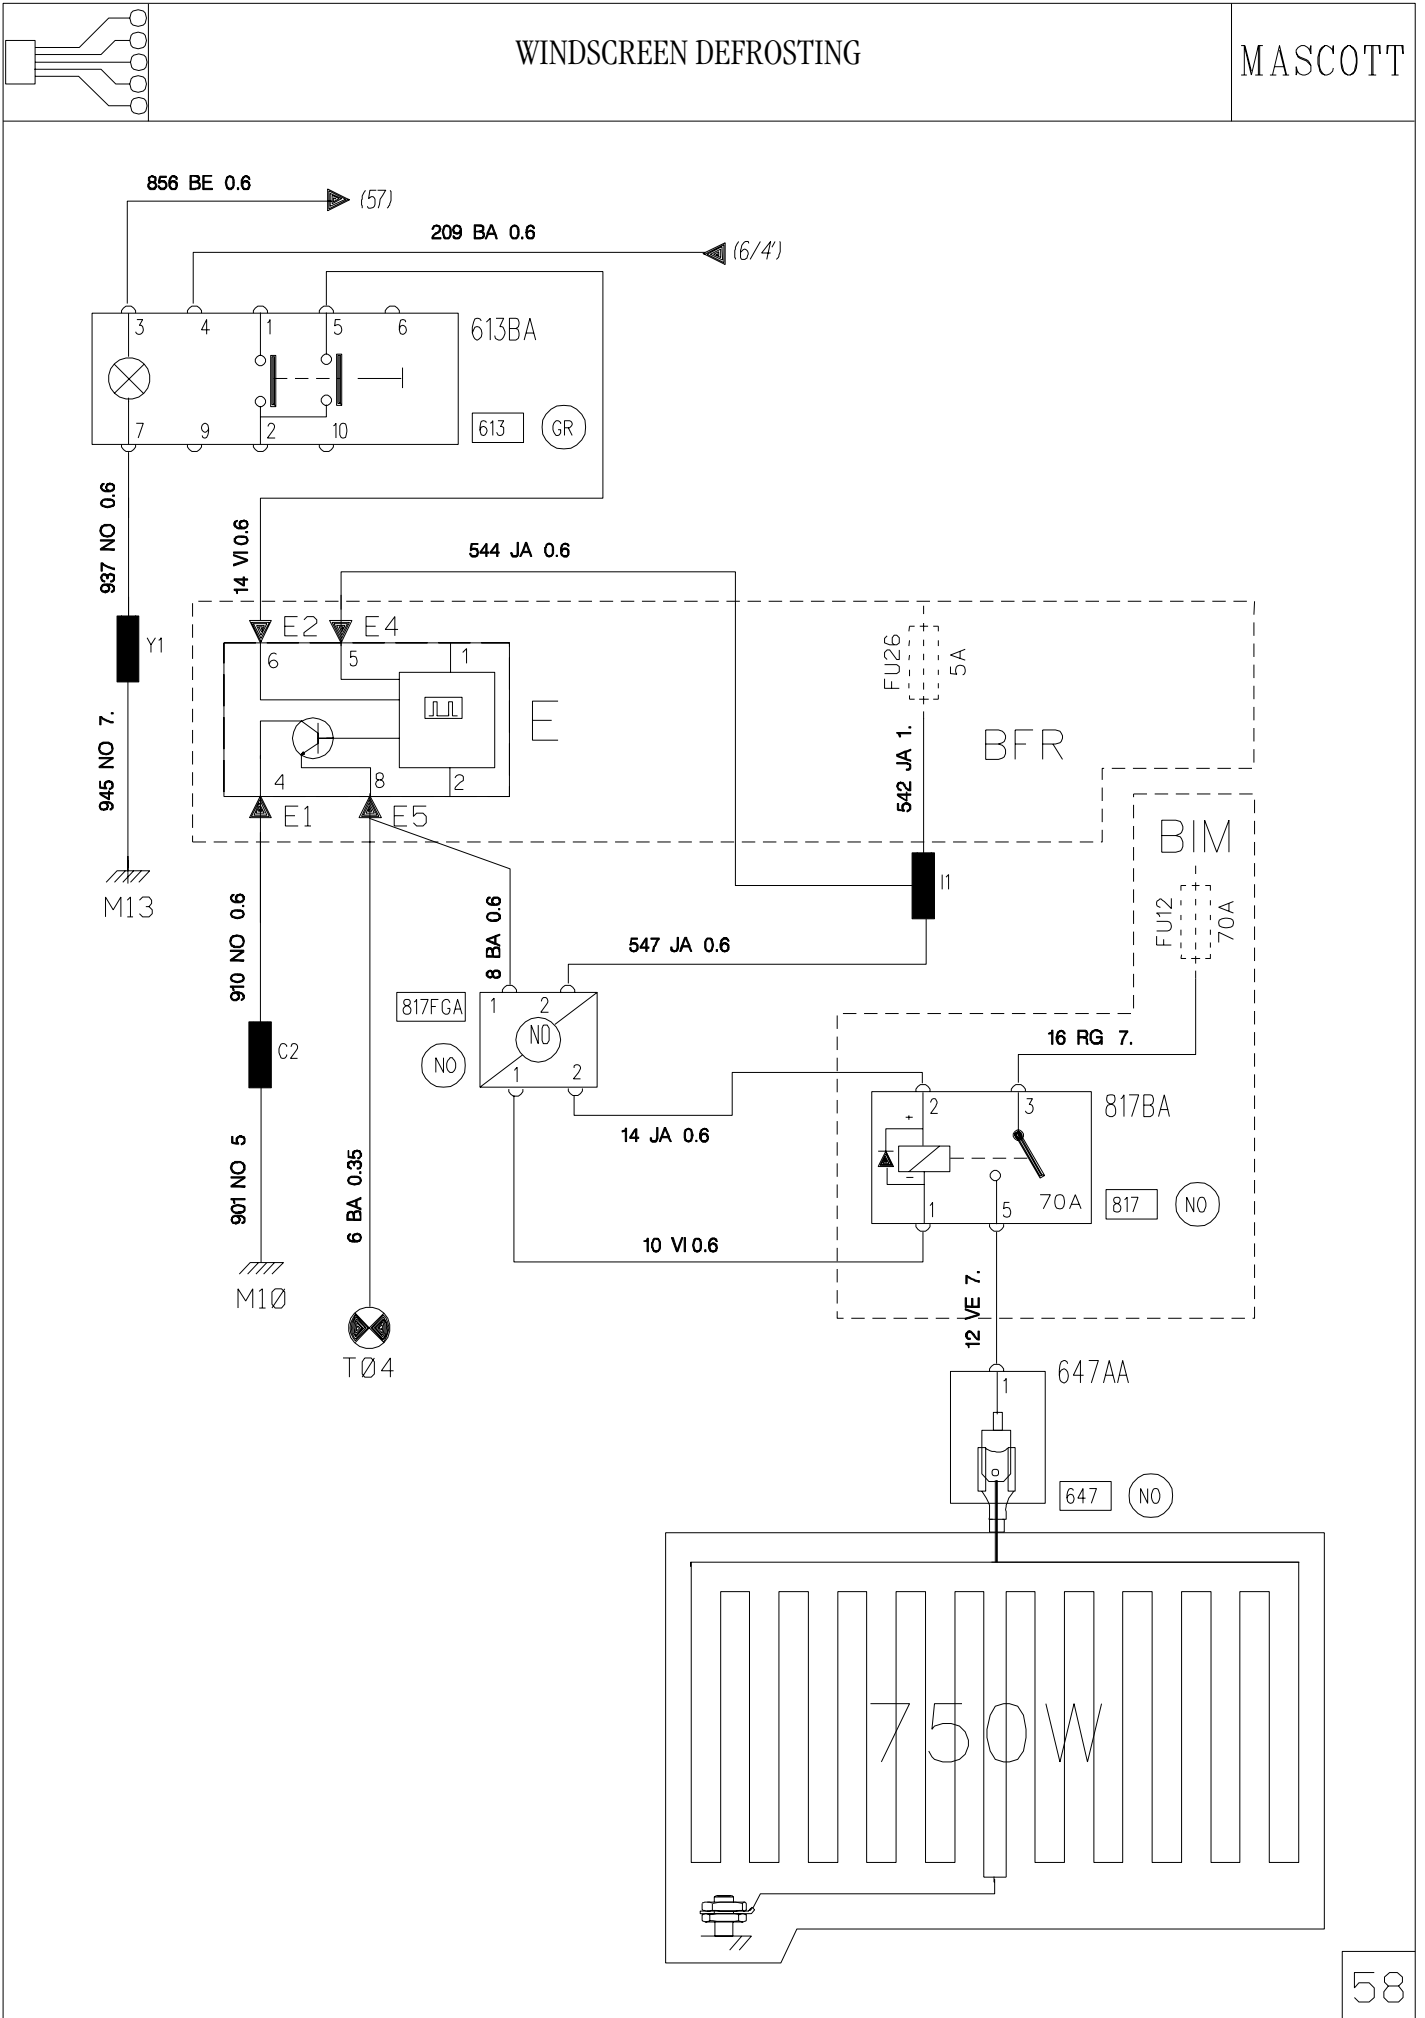 WINDSCREEN DEFROSTING
MASCOTT
856 BE 0.6
(57)
209 BA 0.6
(6/4')
3 4 1 5 6
613BA
7 9 2 10
613
GR
937 NO 0.6
14 VI 0.6
544 JA 0.6
Y1
E2
E4
6 5 1
FU26
5A
E
BFR
945 NO 7.
4 8 2
542 JA 1.
E1
E5
BIM
I1
M13
FU12
70A
910 NO 0.6
8 BA 0.6
547 JA 0.6
817FGA
1 2
NO
C2
NO
1 2
16 RG 7.
2 3
817BA
+
14 JA 0.6
-
901 NO 5
6 BA 0.35
70A
817
NO
1 5
10 VI 0.6
M10
12 VE 7.
TØ4
647AA
1
647
NO
750W
58